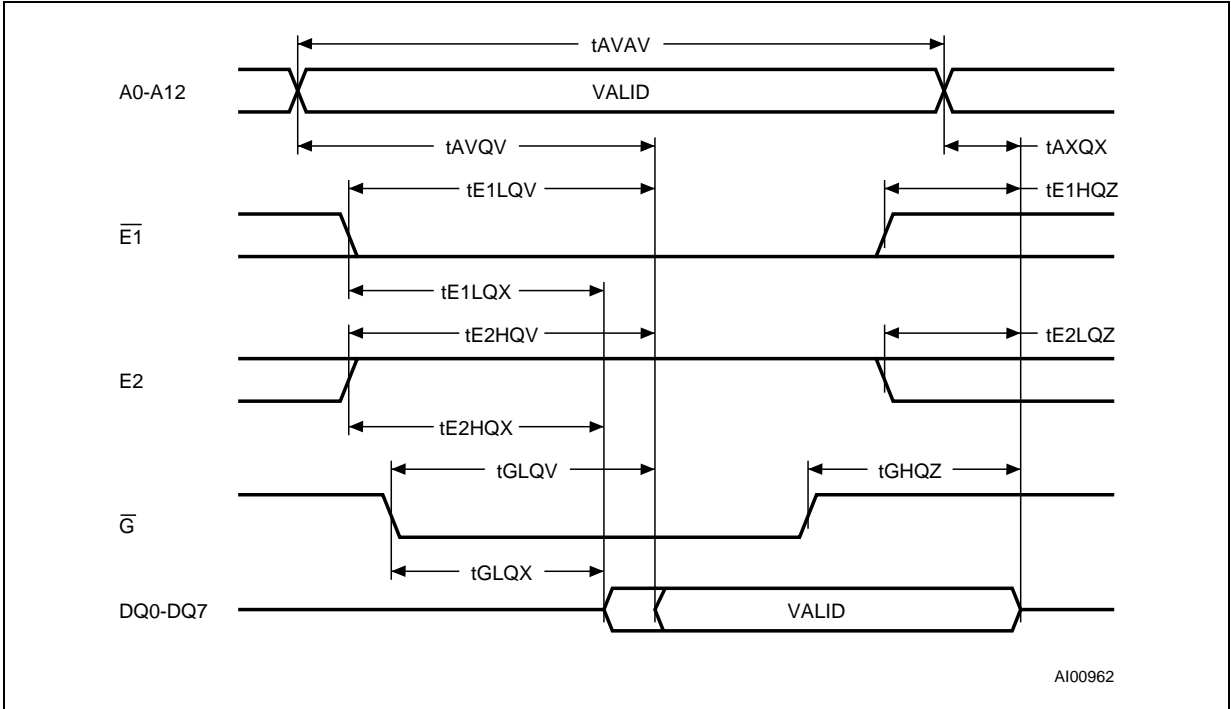 tAVAV
A0-A12 VALID
tAVQV tAXQX
tE1LQV tE1HQZ
E1
tE1LQX
tE2HQV tE2LQZ
E2
tE2HQX
tGLQV tGHQZ
G
tGLQX
DQ0-DQ7 VALID
AI00962